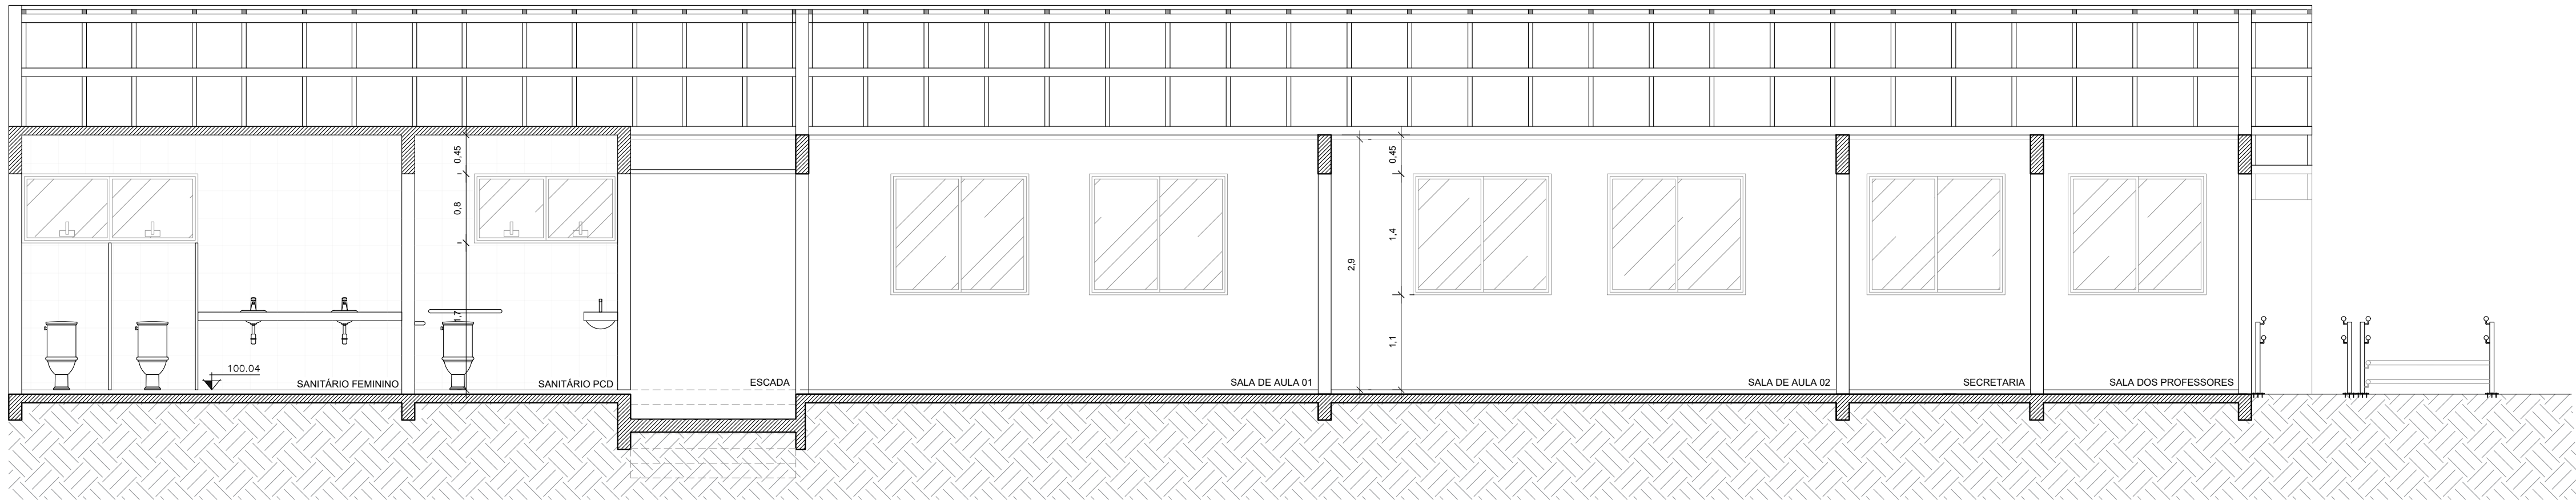 0,45
0,8
1,7
100.04
SANITÁRIO FEMININO
SANITÁRIO PCD
ESCADA
SALA DE AULA 01
2,9
0,45
1,4
1,1
SALA DE AULA 02
SECRETARIA
SALA DOS PROFESSORES